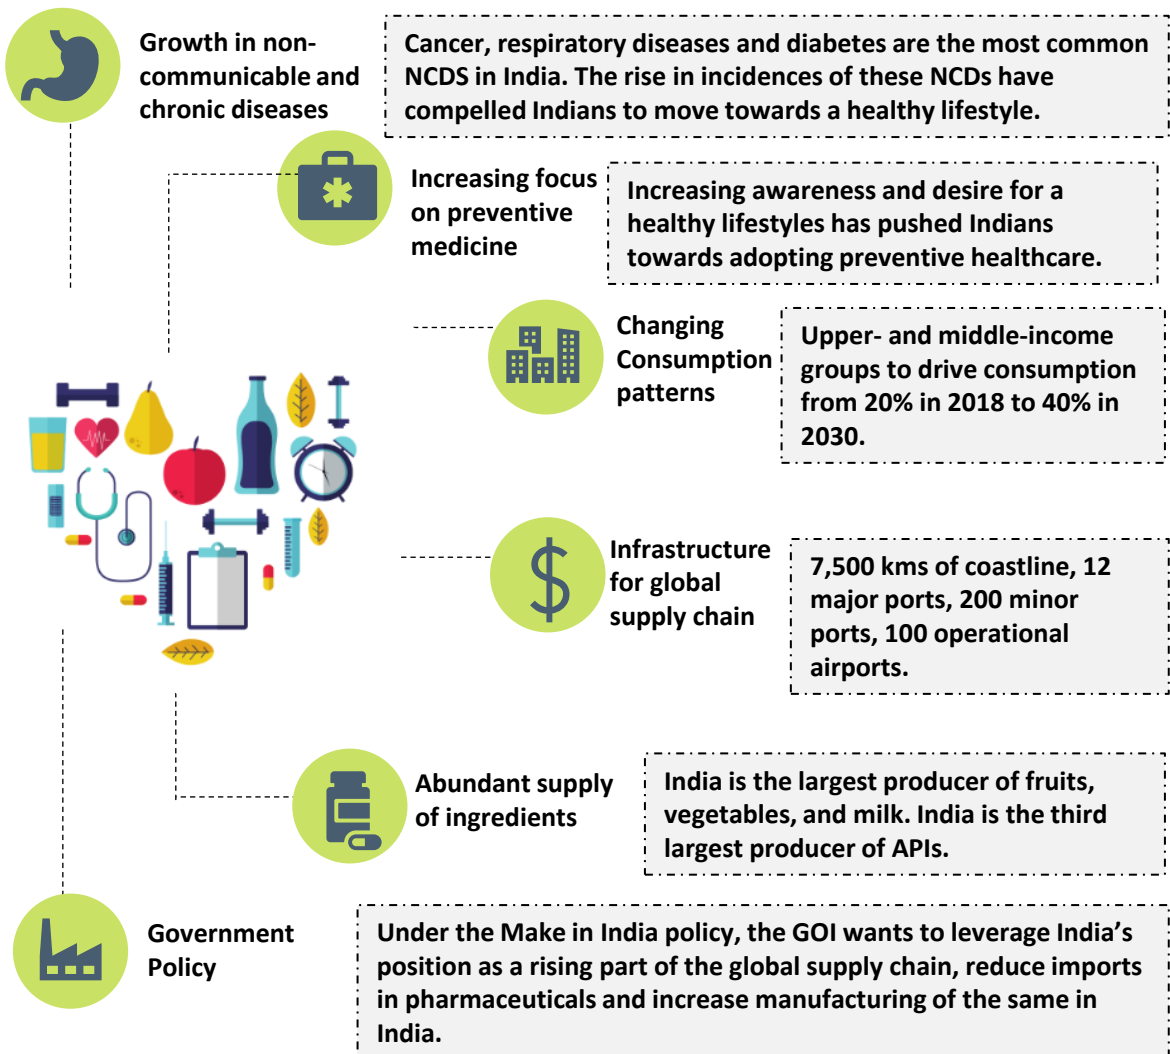 Growth in non-
communicable and
chronic diseases
Cancer, respiratory diseases and diabetes are the most common
NCDS in India. The rise in incidences of these NCDs have
compelled Indians to move towards a healthy lifestyle.
Increasing focus
on preventive
medicine
Increasing awareness and desire for a
healthy lifestyles has pushed Indians
towards adopting preventive healthcare.
Changing
Consumption
patterns
Upper- and middle-income
groups to drive consumption
from 20% in 2018 to 40% in
2030.
Infrastructure
for global
supply chain
7,500 kms of coastline, 12
major ports, 200 minor
ports, 100 operational
airports.
Abundant supply
of ingredients
India is the largest producer of fruits,
vegetables, and milk. India is the third
largest producer of APIs.
Government
Policy
Under the Make in India policy, the GOI wants to leverage India’s
position as a rising part of the global supply chain, reduce imports
in pharmaceuticals and increase manufacturing of the same in
India.